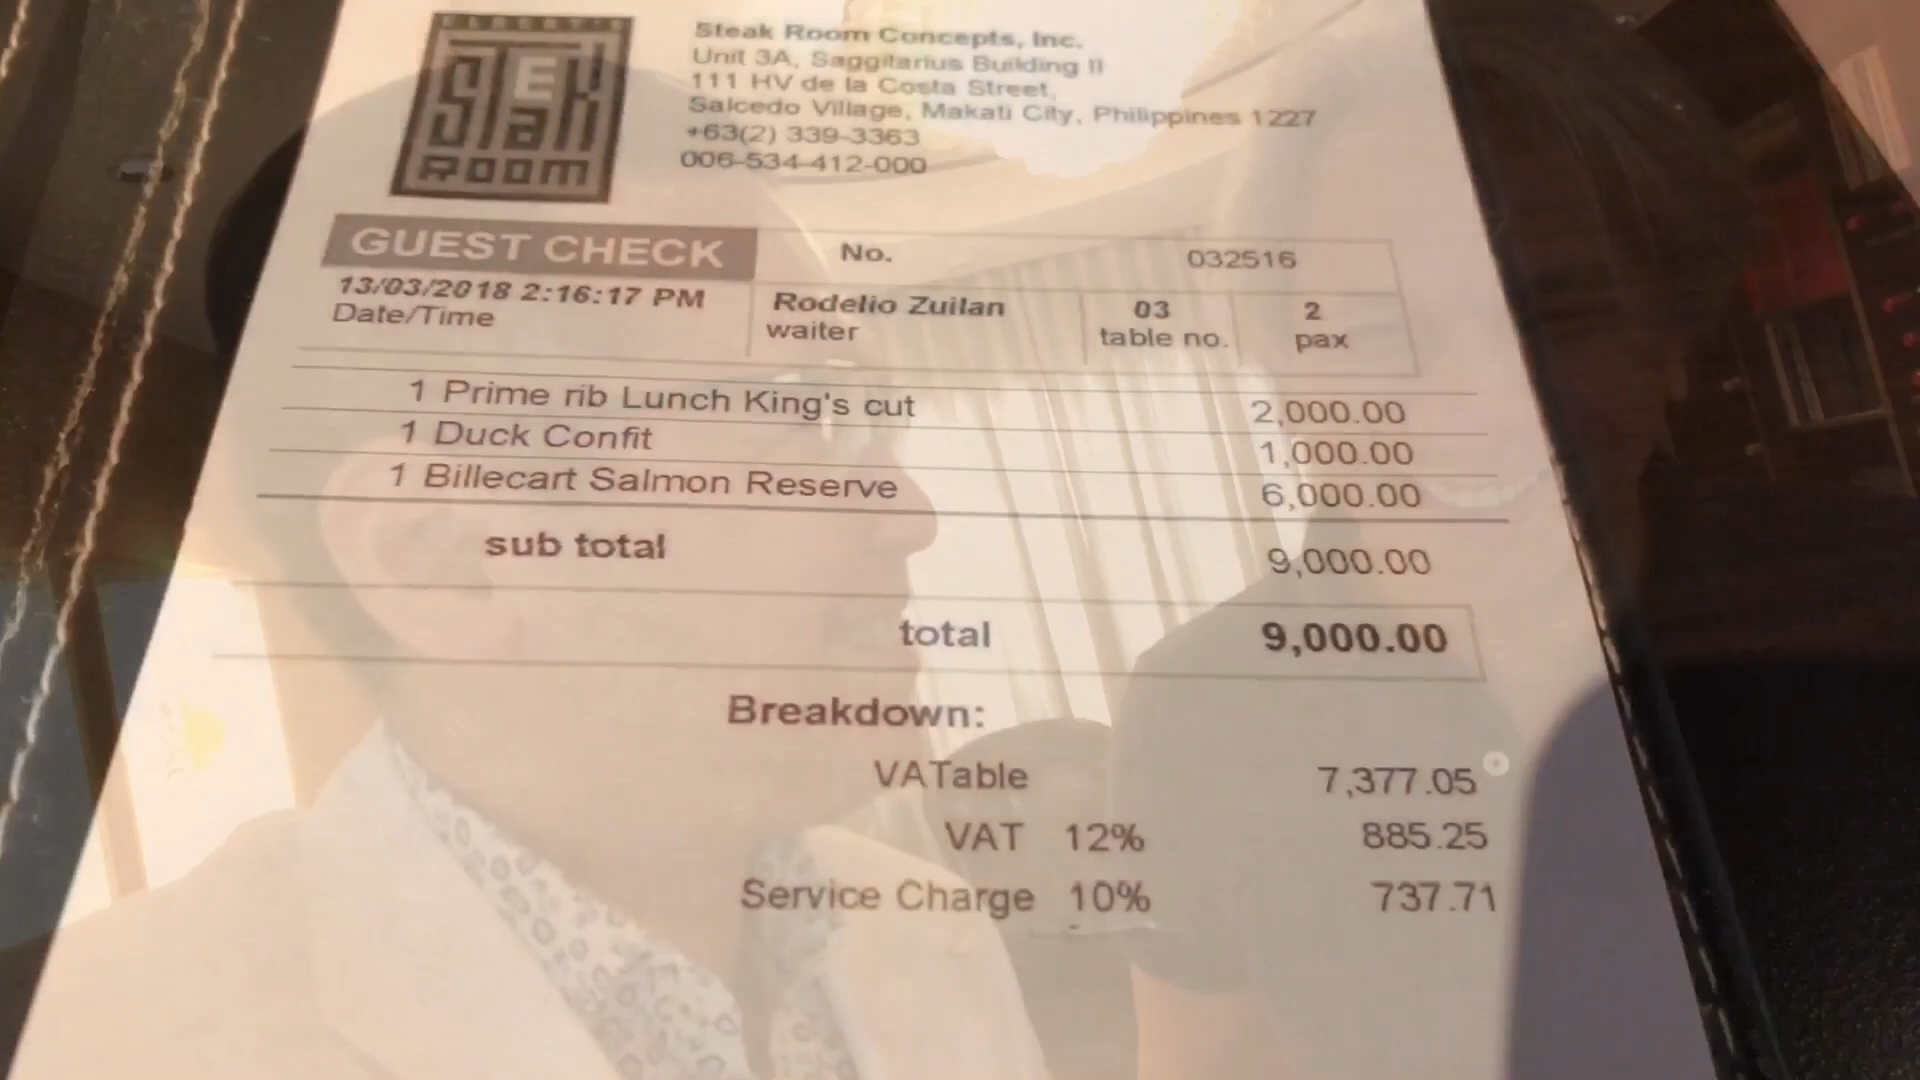 ELBERT'S
STEAK
ROOM
Steak Room Concepts, Inc.
Unit 3A, Saggitarius Building II
111 HV de la Costa Street,
Salcedo Village, Makati City, Philippines 1227
+63(2) 339-3363
006-534-412-000
GUEST CHECK No. 032516
13/03/2018 2:16:17 PM Rodelio Zuilan 03 2
Date/Time waiter table no. pax
1 Prime rib Lunch King's cut 2,000.00
1 Duck Confit 1,000.00
1 Billecart Salmon Reserve 6,000.00
sub total 9,000.00
total 9,000.00
Breakdown:
VATable 7,377.05
VAT 12% 885.25
Service Charge 10% 737.71